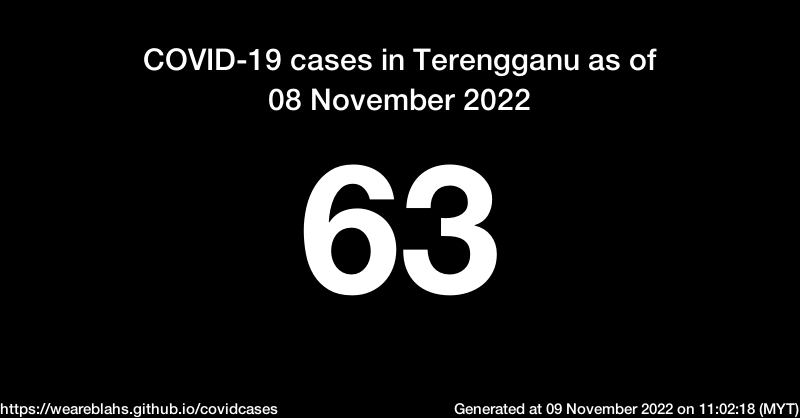 COVID-19 cases in Terengganu as of
08 November 2022
63
https://weareblahs.github.io/covidcases
Generated at 09 November 2022 on 11:02:18 (MYT)